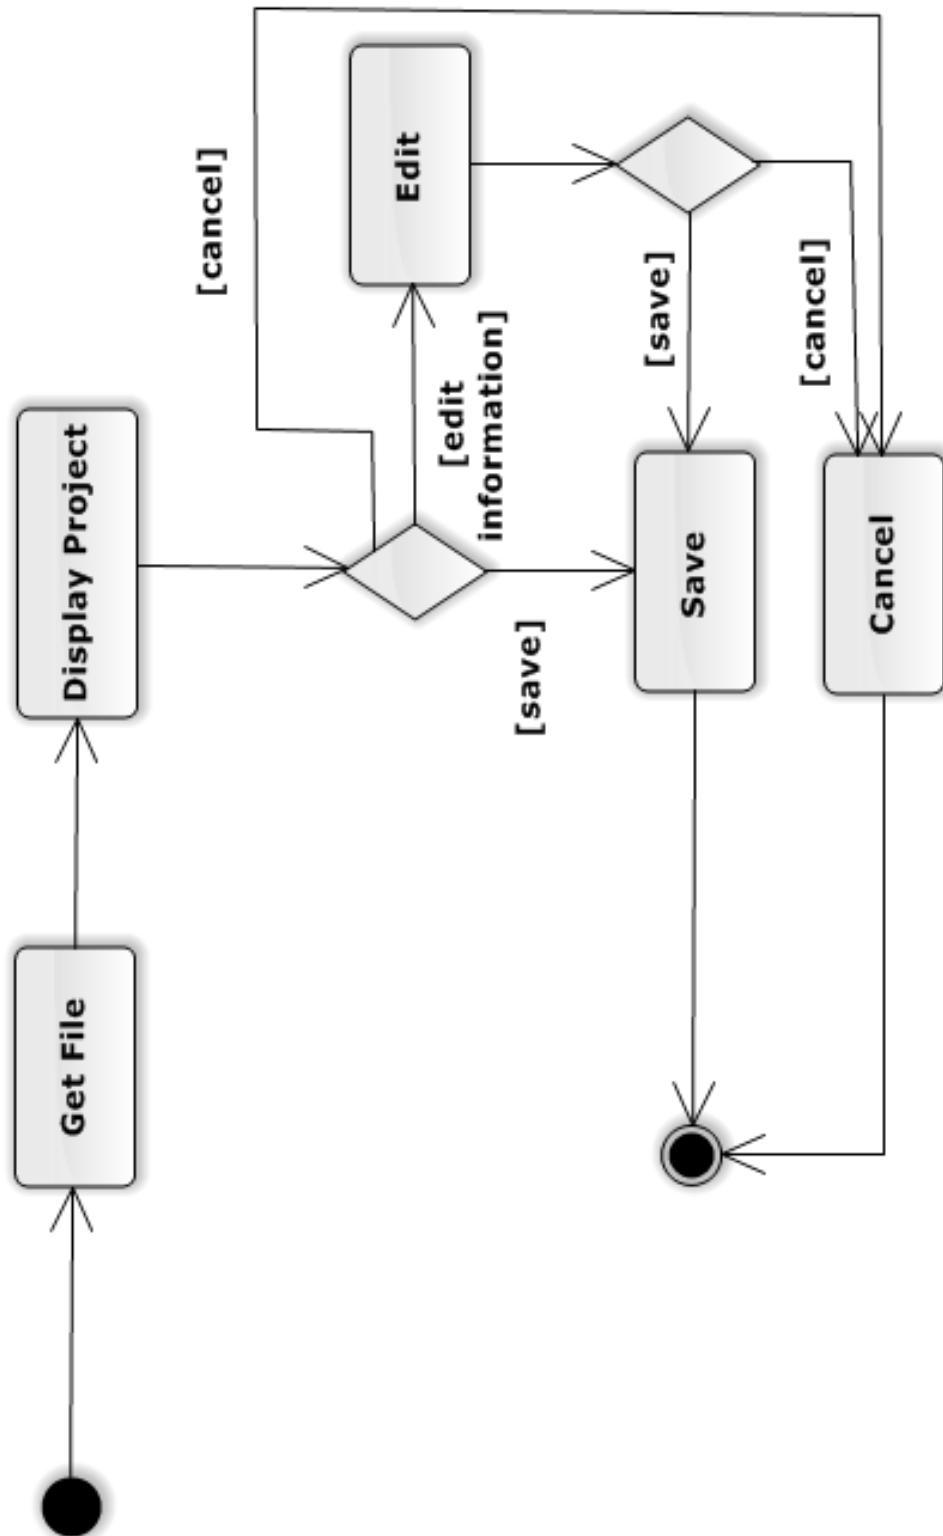 Get File
Display Project
[cancel]
[edit
information]
Edit
[save]
[save]
[cancel]
Save
Cancel